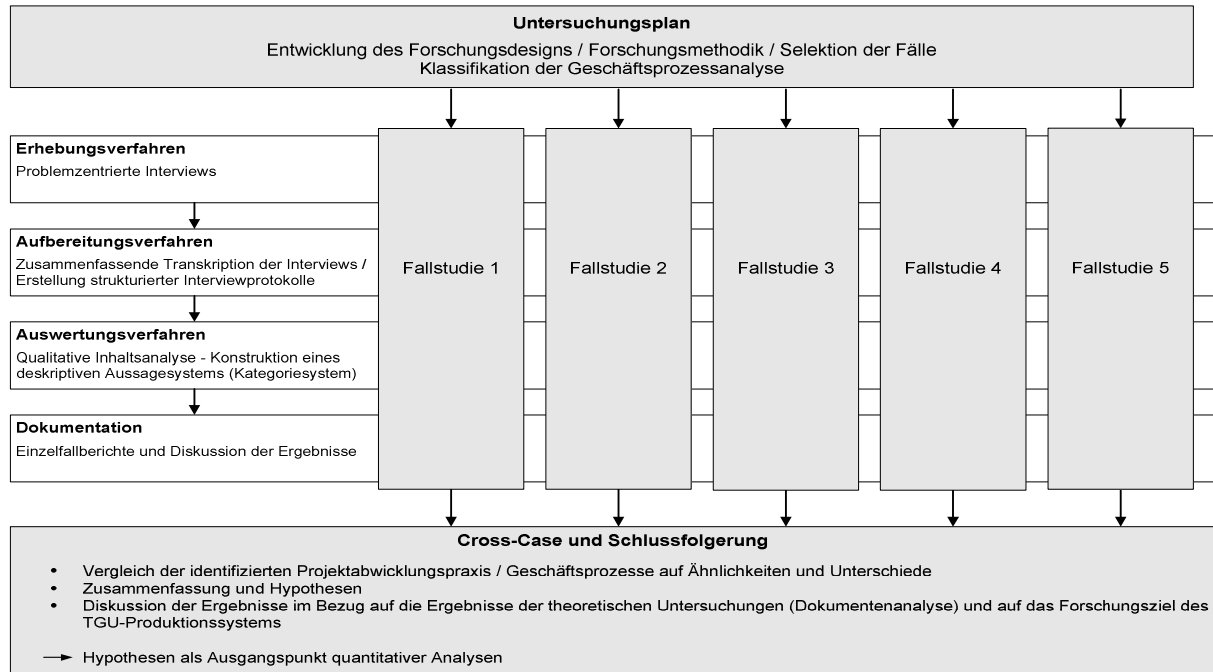 Untersuchungsplan
Entwicklung des Forschungsdesigns / Forschungsmethodik / Selektion der Fälle
Klassifikation der Geschäftsprozessanalyse
Erhebungsverfahren
Problemzentrierte Interviews
Aufbereitungsverfahren
Zusammenfassende Transkription der Interviews /
Erstellung strukturierter Interviewprotokolle
Auswertungsverfahren
Qualitative Inhaltsanalyse - Konstruktion eines
deskriptiven Aussagesystems (Kategoriesystem)
Dokumentation
Einzelfallberichte und Diskussion der Ergebnisse
Fallstudie 1
Fallstudie 2
Fallstudie 3
Fallstudie 4
Fallstudie 5
Cross-Case und Schlussfolgerung
• Vergleich der identifizierten Projektabwicklungspraxis / Geschäftsprozesse auf Ähnlichkeiten und Unterschiede
• Zusammenfassung und Hypothesen
• Diskussion der Ergebnisse im Bezug auf die Ergebnisse der theoretischen Untersuchungen (Dokumentenanalyse) und auf das Forschungsziel des
TGU-Produktionssystems
→ Hypothesen als Ausgangspunkt quantitativer Analysen